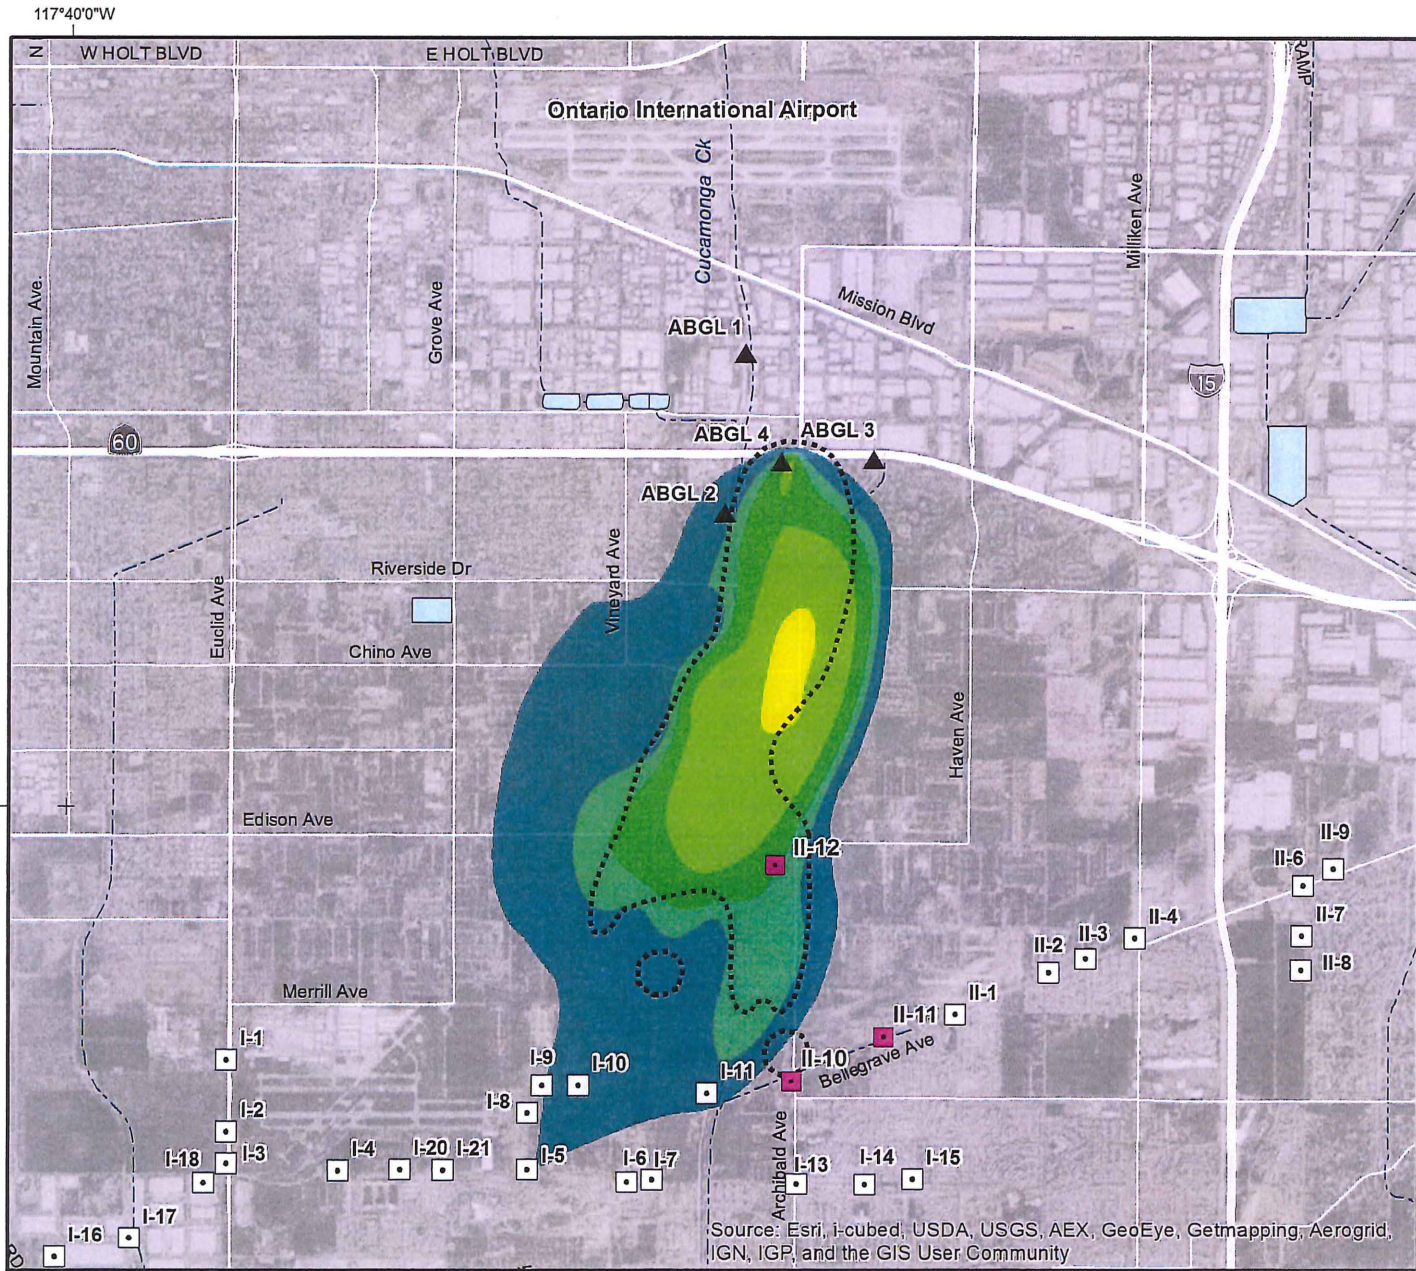 117°40'0"W
N
W HOLT BLVD
E HOLT BLVD
RAMP
Ontario International Airport
Cucamonga Ck
Milliken Ave
Mountain Ave.
Grove Ave
Mission Blvd
ABGL 1
15
60
ABGL 4
ABGL 3
ABGL 2
Vineyard Ave
Riverside Dr
Euclid Ave
Chino Ave
Haven Ave
Edison Ave
II-12
II-9
II-6
II-7
II-4
II-3
II-2
II-8
Merrill Ave
II-1
II-11
Bellegrave Ave
I-1
I-9
I-10
I-11
II-10
I-8
I-2
I-3
I-18
I-4
I-20
I-21
I-5
I-6
I-7
Archibald Ave
I-13
I-14
I-15
I-17
I-16
RD
Source: Esri, i-cubed, USDA, USGS, AEX, GeoEye, Getmapping, Aerogrid,
IGN, IGP, and the GIS User Community